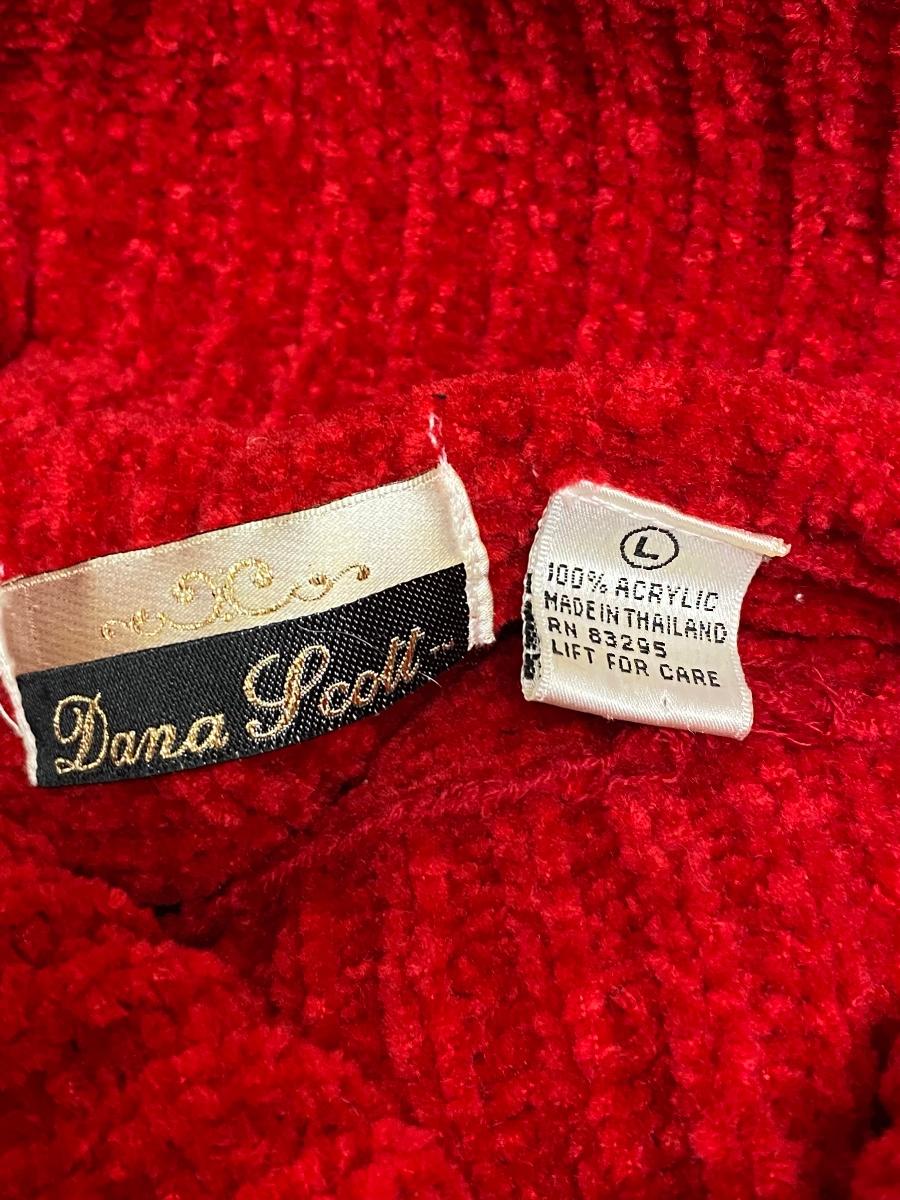 Dana Scott
L
100% ACRYLIC
MADE IN THAILAND
RN 83295
LIFT FOR CARE